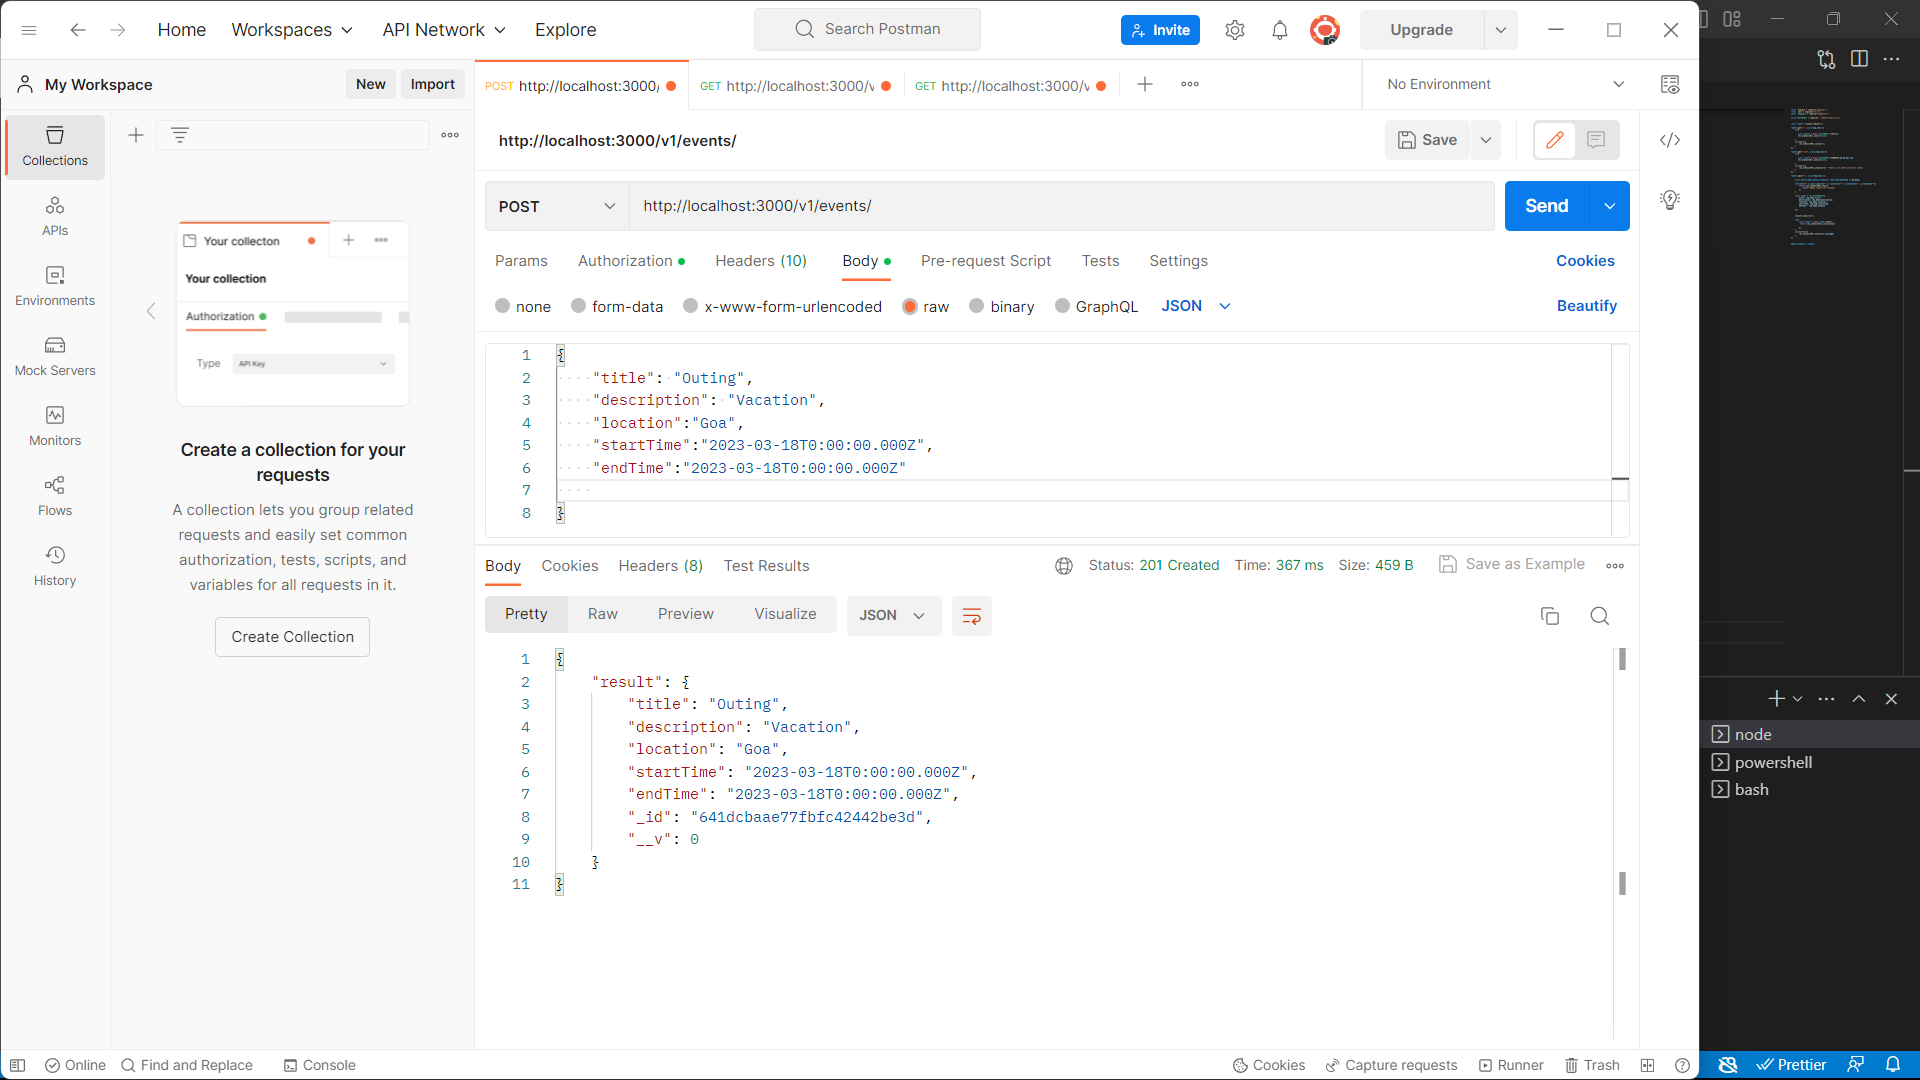 Home Workspaces API Network Explore Search Postman Invite Upgrade
My Workspace New Import POST http://localhost:3000/ GET http://localhost:3000/v GET http://localhost:3000/v No Environment
http://localhost:3000/v1/events/ Save
POST http://localhost:3000/v1/events/ Send
Params Authorization Headers (10) Body Pre-request Script Tests Settings Cookies
none form-data x-www-form-urlencoded raw binary GraphQL JSON Beautify
1 {
2 "title": "Outing",
3 "description": "Vacation",
4 "location":"Goa",
5 "startTime":"2023-03-18T0:00:00.000Z",
6 "endTime":"2023-03-18T0:00:00.000Z"
7
8 }
Body Cookies Headers (8) Test Results Status: 201 Created Time: 367 ms Size: 459 B Save as Example
Pretty Raw Preview Visualize JSON
1 {
2 "result": {
3 "title": "Outing",
4 "description": "Vacation",
5 "location": "Goa",
6 "startTime": "2023-03-18T0:00:00.000Z",
7 "endTime": "2023-03-18T0:00:00.000Z",
8 "_id": "641dcbaae77fbfc42442be3d",
9 "__v": 0
10 }
11 }
Collections
APIs
Environments
Mock Servers
Monitors
Flows
History
Your collecton
Your collection
Authorization
Type API Key
Create a collection for your
requests
A collection lets you group related
requests and easily set common
authorization, tests, scripts, and
variables for all requests in it.
Create Collection
node
powershell
bash
Online Find and Replace Console Cookies Capture requests Runner Trash Prettier